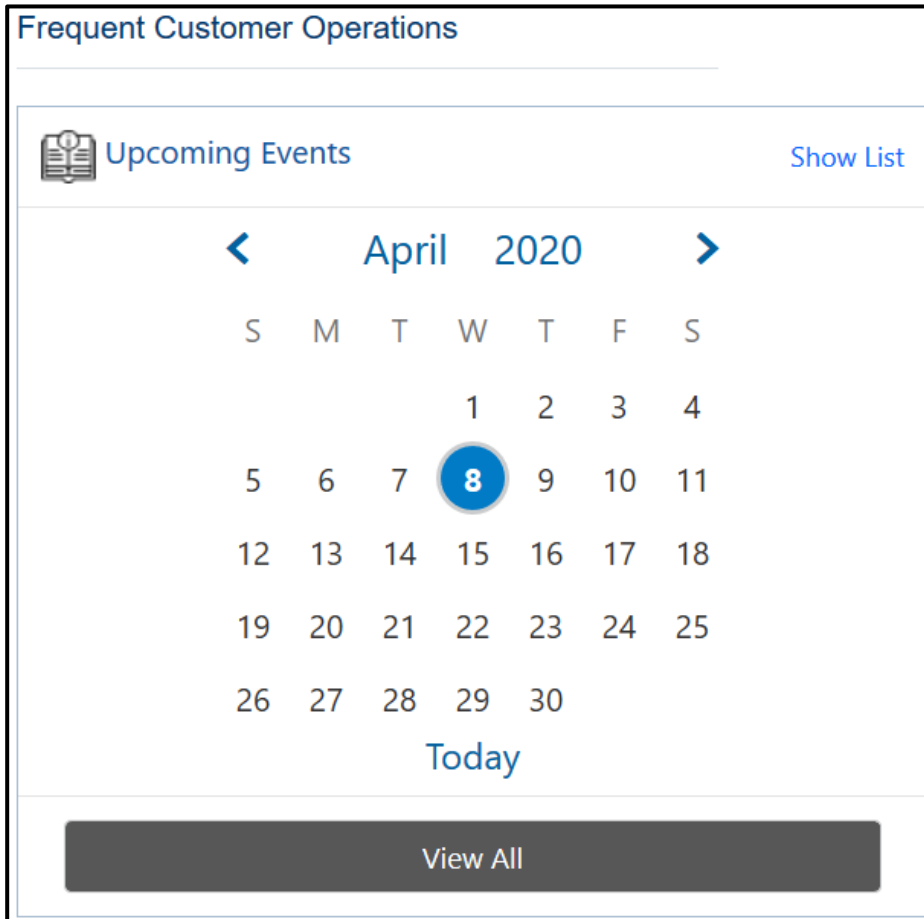 Frequent Customer Operations
Upcoming Events Show List
April 2020
S M T W T F S
1 2 3 4
5 6 7 8 9 10 11
12 13 14 15 16 17 18
19 20 21 22 23 24 25
26 27 28 29 30
Today
View All